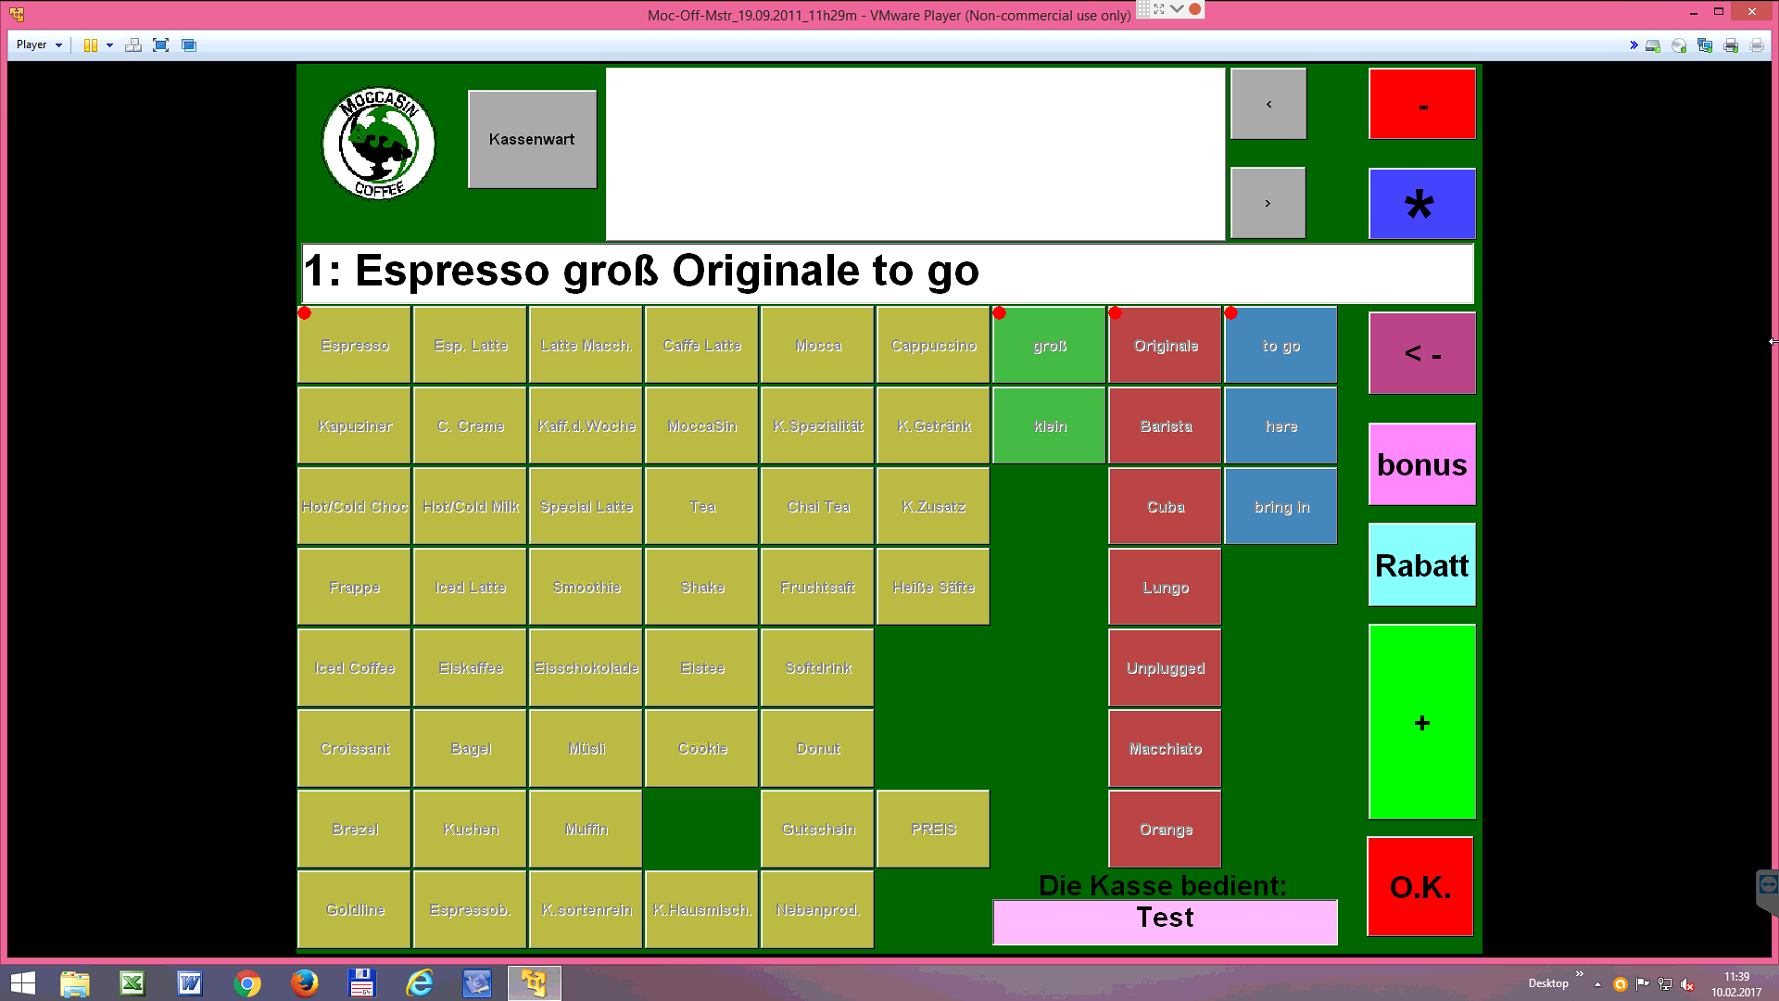 Moc-Off-Mstr_19.09.2011_11h29m - VMware Player (Non-commercial use only)
Player
MOCCASIN
COFFEE
Kassenwart
<
-
>
*
1: Espresso groß Originale to go
Espresso Esp. Latte Latte Macch. Caffe Latte Mocca Cappuccino groß Originale to go
< -
Kapuziner C. Creme Kaff.d.Woche MoccaSin K.Spezialität K.Getränk klein Barista here
bonus
Hot/Cold Choc Hot/Cold Milk Special Latte Tea Chai Tea K.Zusatz Cuba bring in
Rabatt
Frappe Iced Latte Smoothie Shake Fruchtsaft Heiße Säfte Lungo
Iced Coffee Eiskaffee Eisschokolade Eistee Softdrink Unplugged
+
Croissant Bagel Müsli Cookie Donut Macchiato
Brezel Kuchen Muffin Gutschein PREIS Orange
Die Kasse bedient:
O.K.
Goldline Espressob. K.sortenrein K.Hausmisch. Nebenprod. Test
Desktop
11:39
10.02.2017